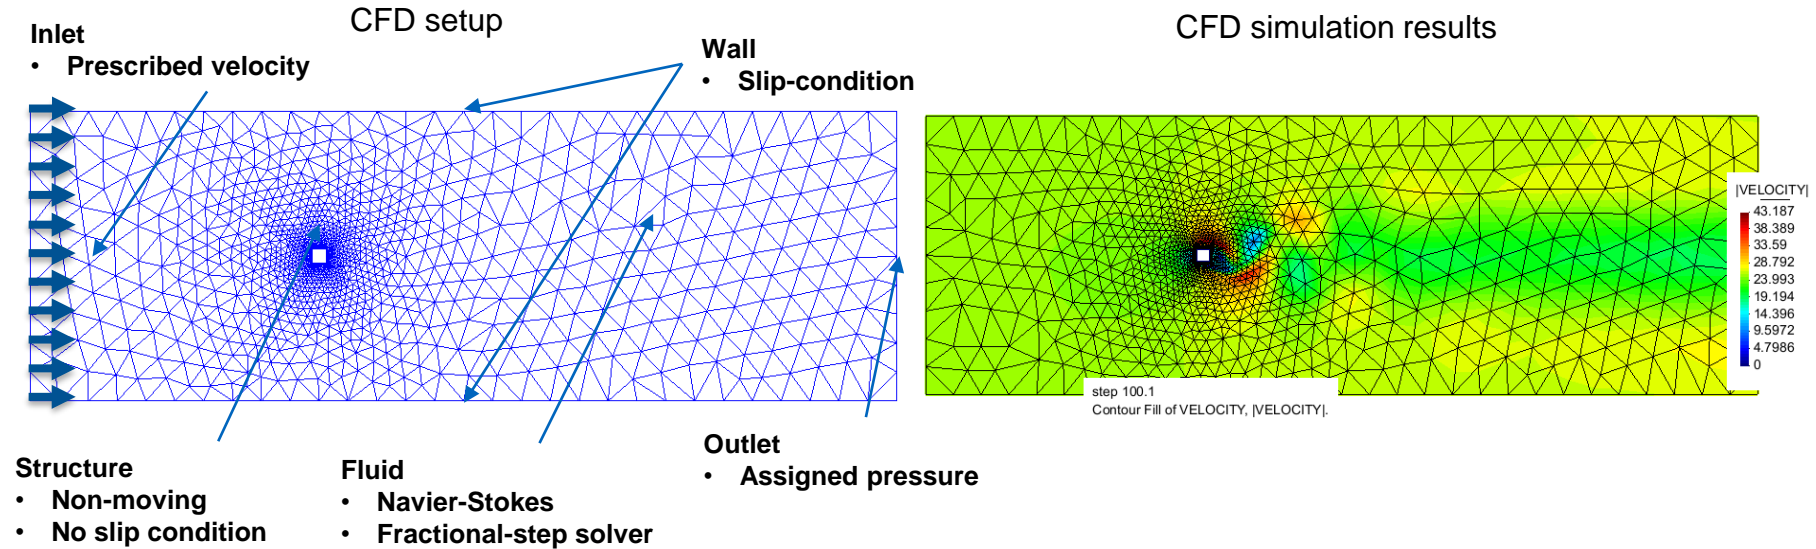 CFD setup
CFD simulation results
Inlet
• Prescribed velocity
Wall
• Slip-condition
|VELOCITY|
43.187
38.389
33.59
28.792
23.993
19.194
14.396
9.5972
4.7986
0
step 100.1
Contour Fill of VELOCITY, |VELOCITY|.
Structure
• Non-moving
• No slip condition
Fluid
• Navier-Stokes
• Fractional-step solver
Outlet
• Assigned pressure